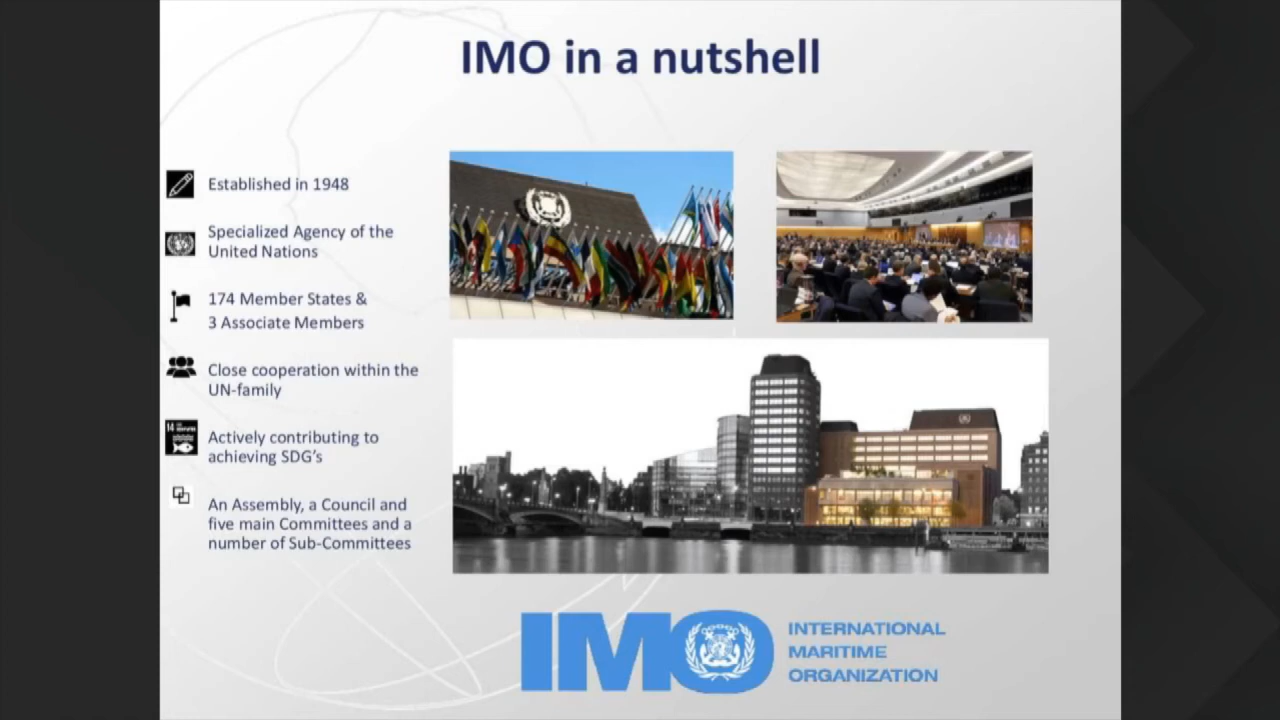 IMO in a nutshell
Established in 1948
Specialized Agency of the
United Nations
174 Member States &
3 Associate Members
Close cooperation within the
UN-family
14
Actively contributing to
achieving SDG's
An Assembly, a Council and
five main Committees and a
number of Sub-Committees
IMO
INTERNATIONAL
MARITIME
ORGANIZATION